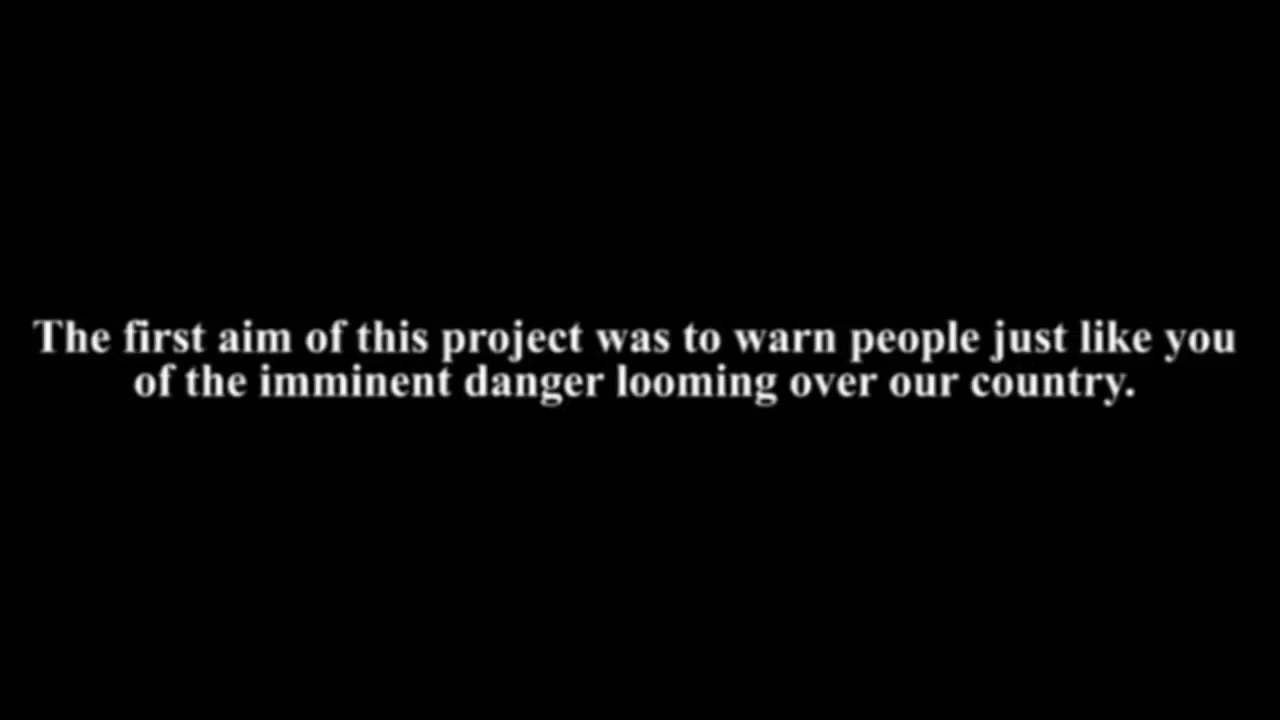 The first aim of this project was to warn people just like you
of the imminent danger looming over our country.